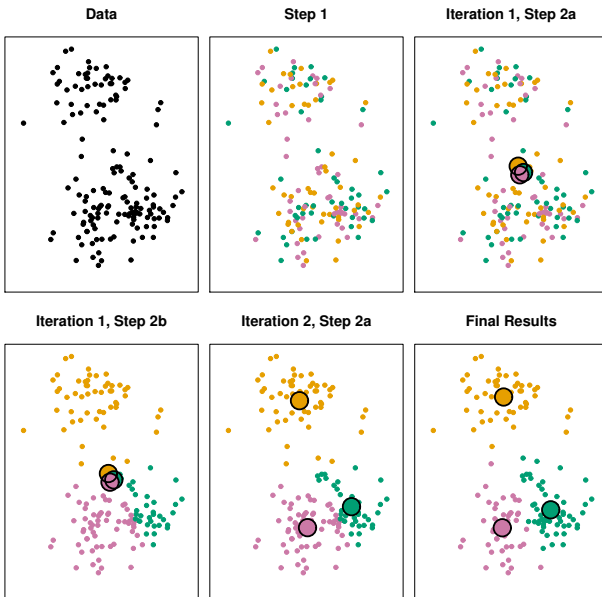 Data
Step 1
Iteration 1, Step 2a
Iteration 1, Step 2b
Iteration 2, Step 2a
Final Results